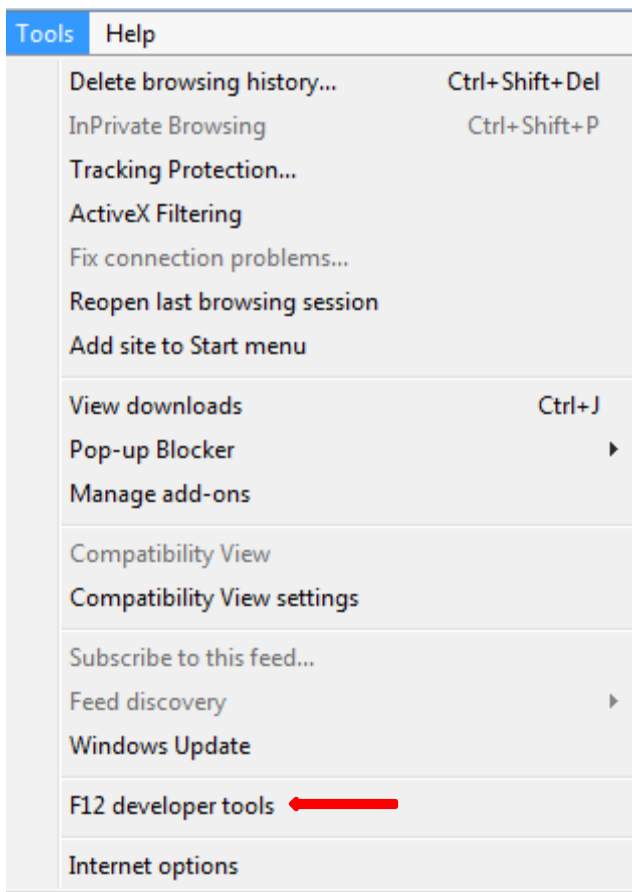 Tools Help
Delete browsing history... Ctrl+Shift+Del
InPrivate Browsing Ctrl+Shift+P
Tracking Protection...
ActiveX Filtering
Fix connection problems...
Reopen last browsing session
Add site to Start menu
View downloads Ctrl+J
Pop-up Blocker
Manage add-ons
Compatibility View
Compatibility View settings
Subscribe to this feed...
Feed discovery
Windows Update
F12 developer tools
Internet options